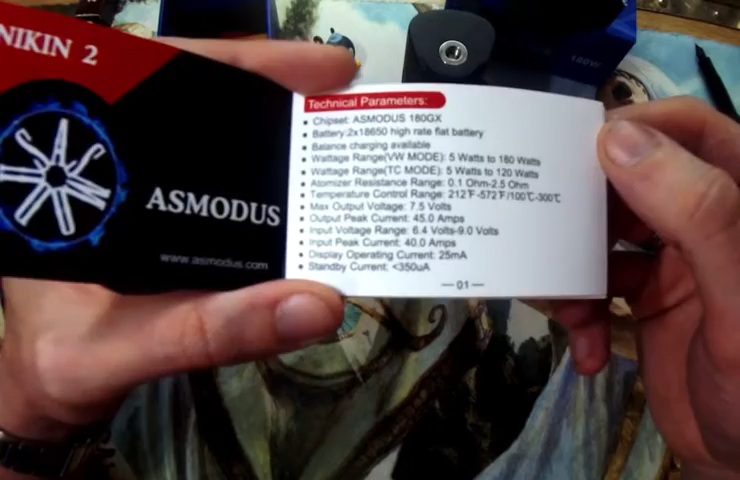 NIKIN 2
ASMODUS
www.asmodus.com
Technical Parameters:
• Chipset: ASMODUS 180GX
• Battery:2x18650 high rate flat battery
• Balance charging available
• Wattage Range(VW MODE): 5 Watts to 180 Watts
• Wattage Range(TC MODE): 5 Watts to 120 Watts
• Atomizer Resistance Range: 0.1 Ohm-2.5 Ohm
• Temperature Control Range: 212℉-572℉/100℃-300℃
• Max Output Voltage: 7.5 Volts
• Output Peak Current: 45.0 Amps
• Input Voltage Range: 6.4 Volts-9.0 Volts
• Input Peak Current: 40.0 Amps
• Display Operating Current: 25mA
• Standby Current: <350uA
— 01 —